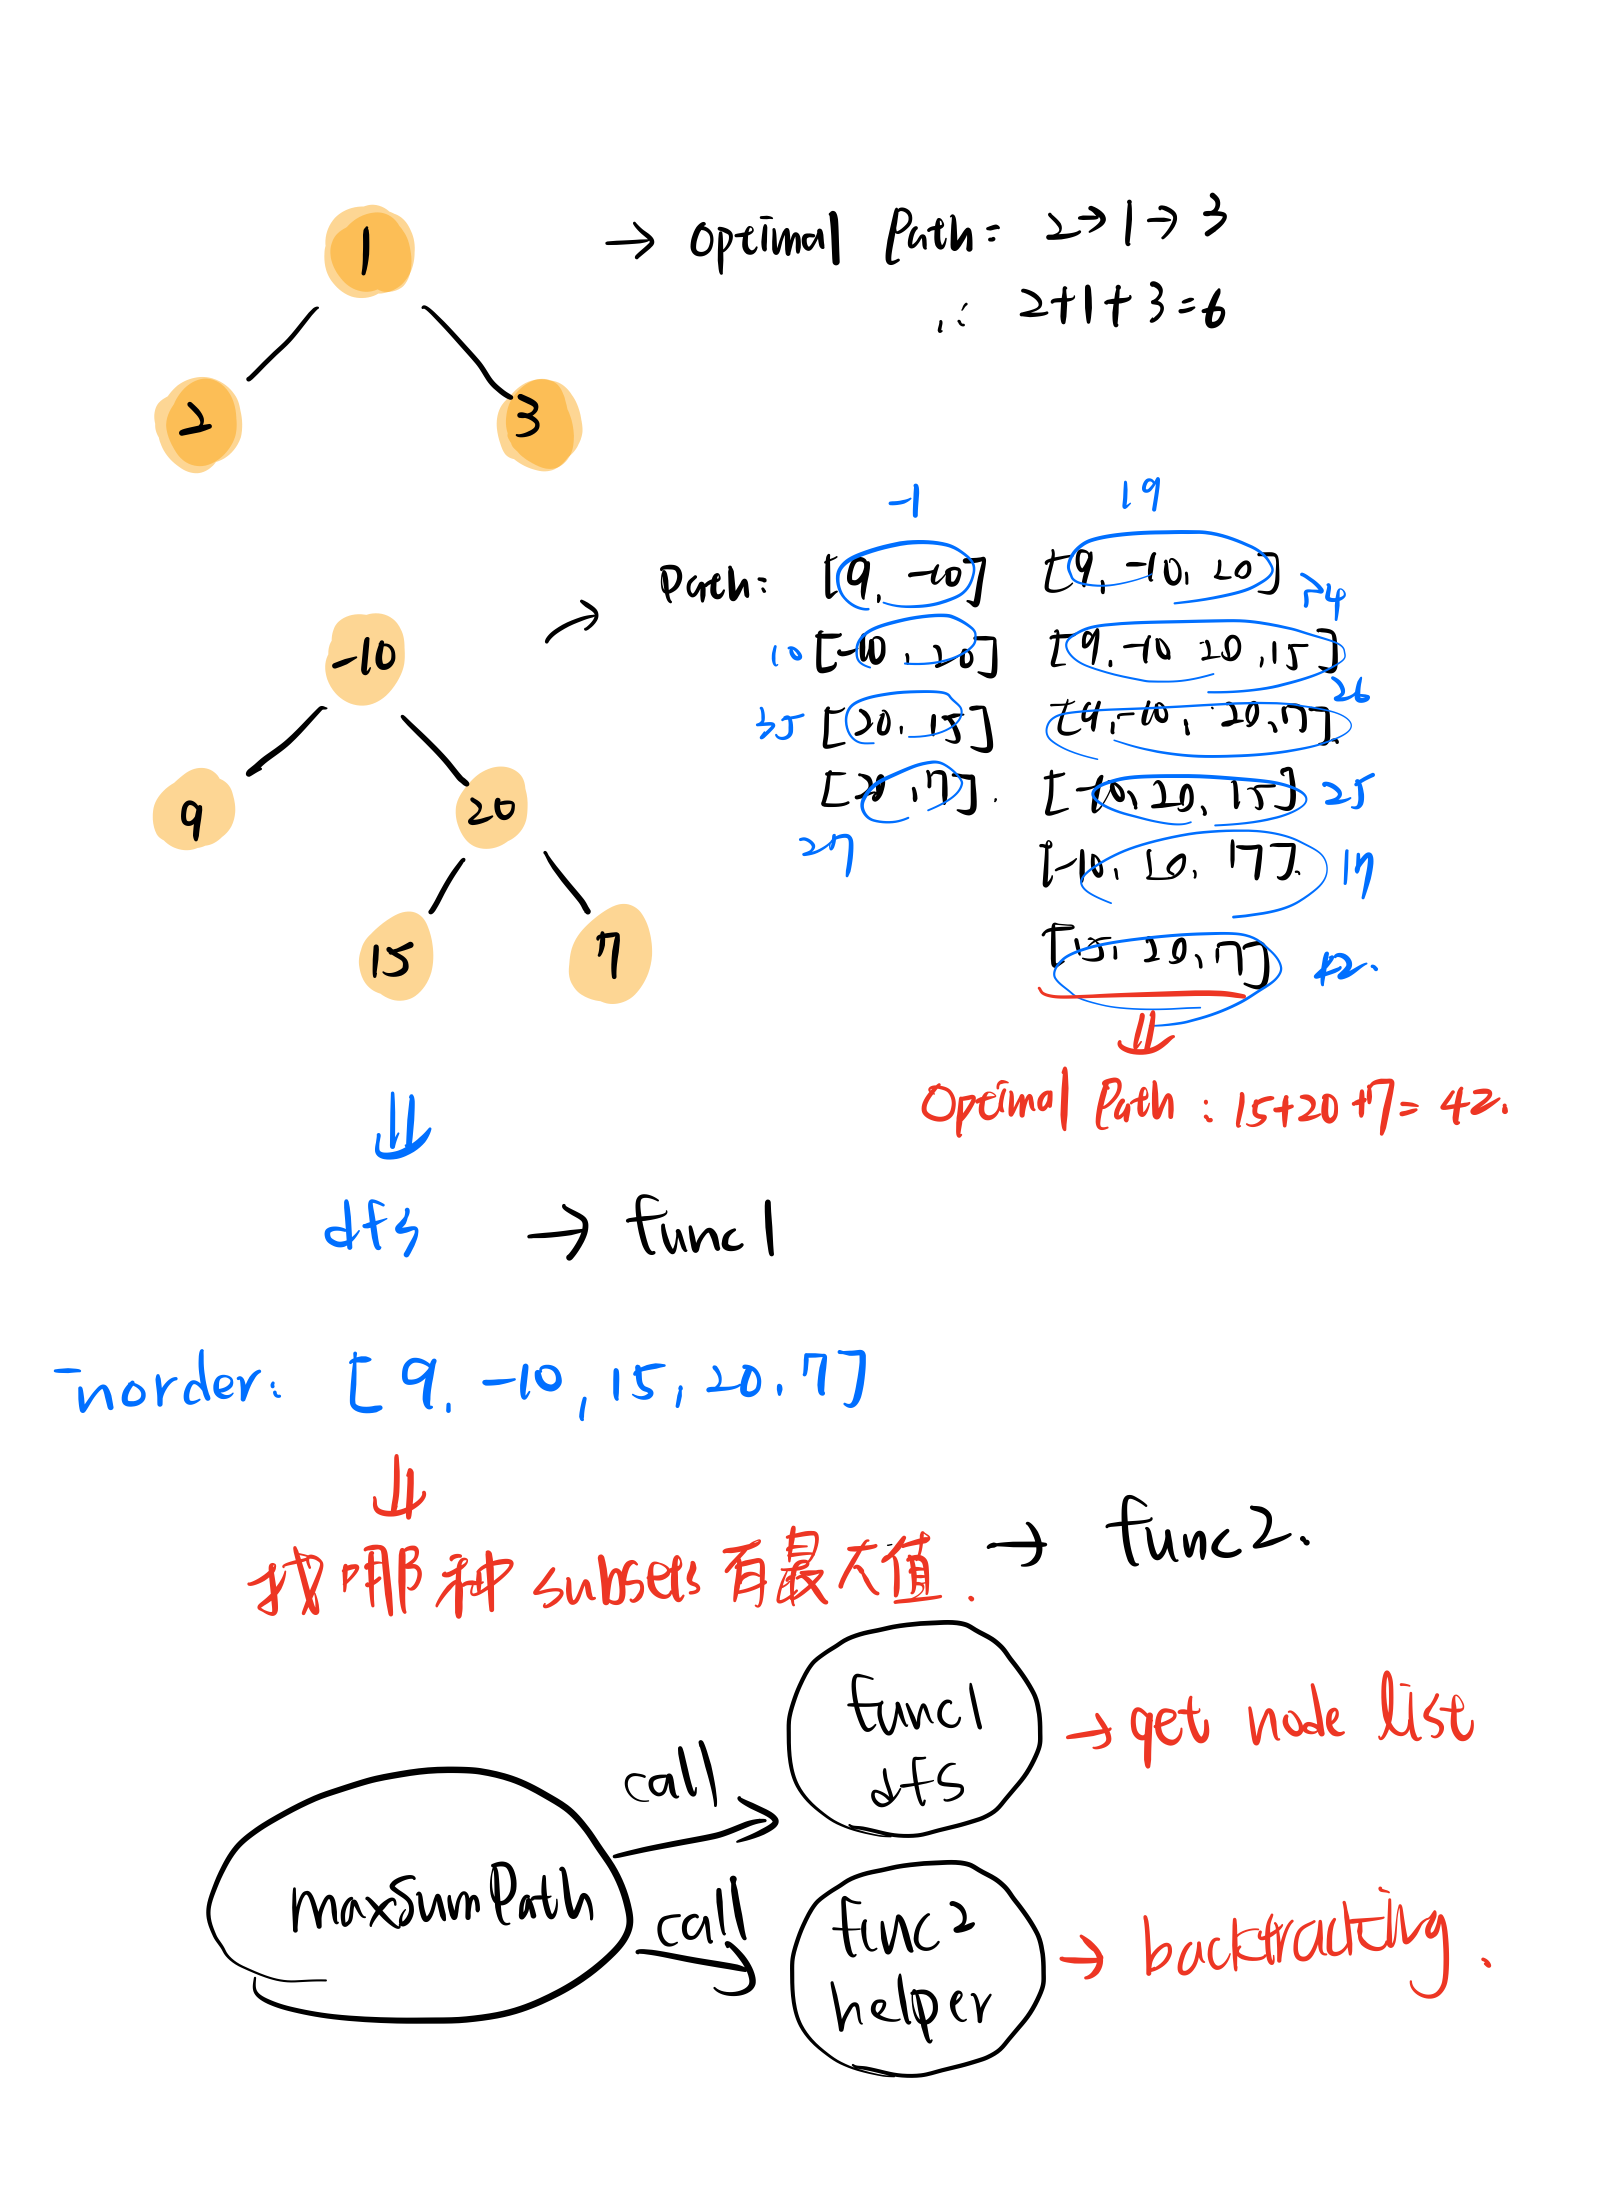 1
→ Optimal Path: 2→1→3
∴ 2+1+3=6
2
3
-1
19
Path: [9, -10] [9, -10, 20]
34
-10
10 [-10, 20] [9, -10 20, 15]
26
35 [20, 15] [9, -10, 20, 7]
9
20
[20, 7]. [-10, 20, 15] 25
27
[-10, 20, 7]. 17
15
7
[15, 20, 7] 42.
Optimal Path: 15+20+7=42.
dfs → func1
inorder: [9, -10, 15, 20, 7]
找哪种 subsets 有最大值. → func2.
func1
dfs
→ get node list
call
maxSumPath
call
func2
helper
→ backtracking.